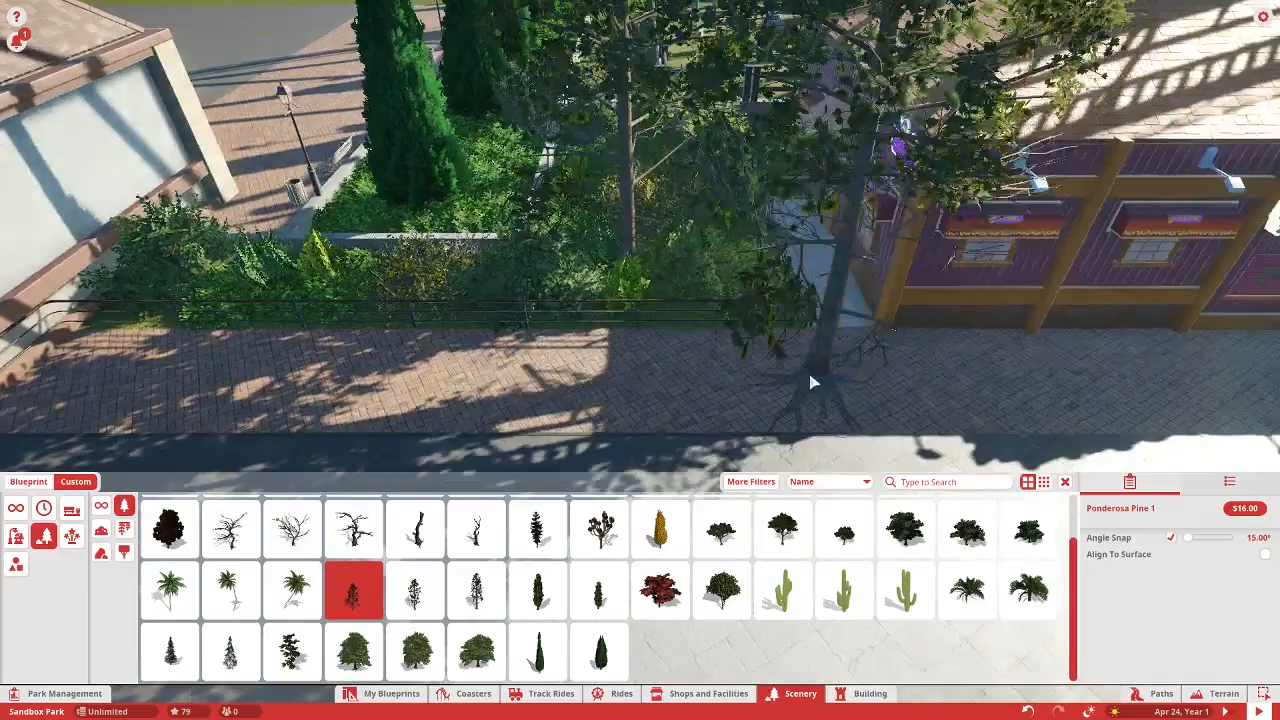 ?
1
Blueprint
Custom
More Filters
Name
Type to Search
Ponderosa Pine 1
$16.00
Angle Snap
15.00°
Align To Surface
Park Management
My Blueprints
Coasters
Track Rides
Rides
Shops and Facilities
Scenery
Building
Paths
Terrain
Sandbox Park
Unlimited
79
0
Apr 24, Year 1